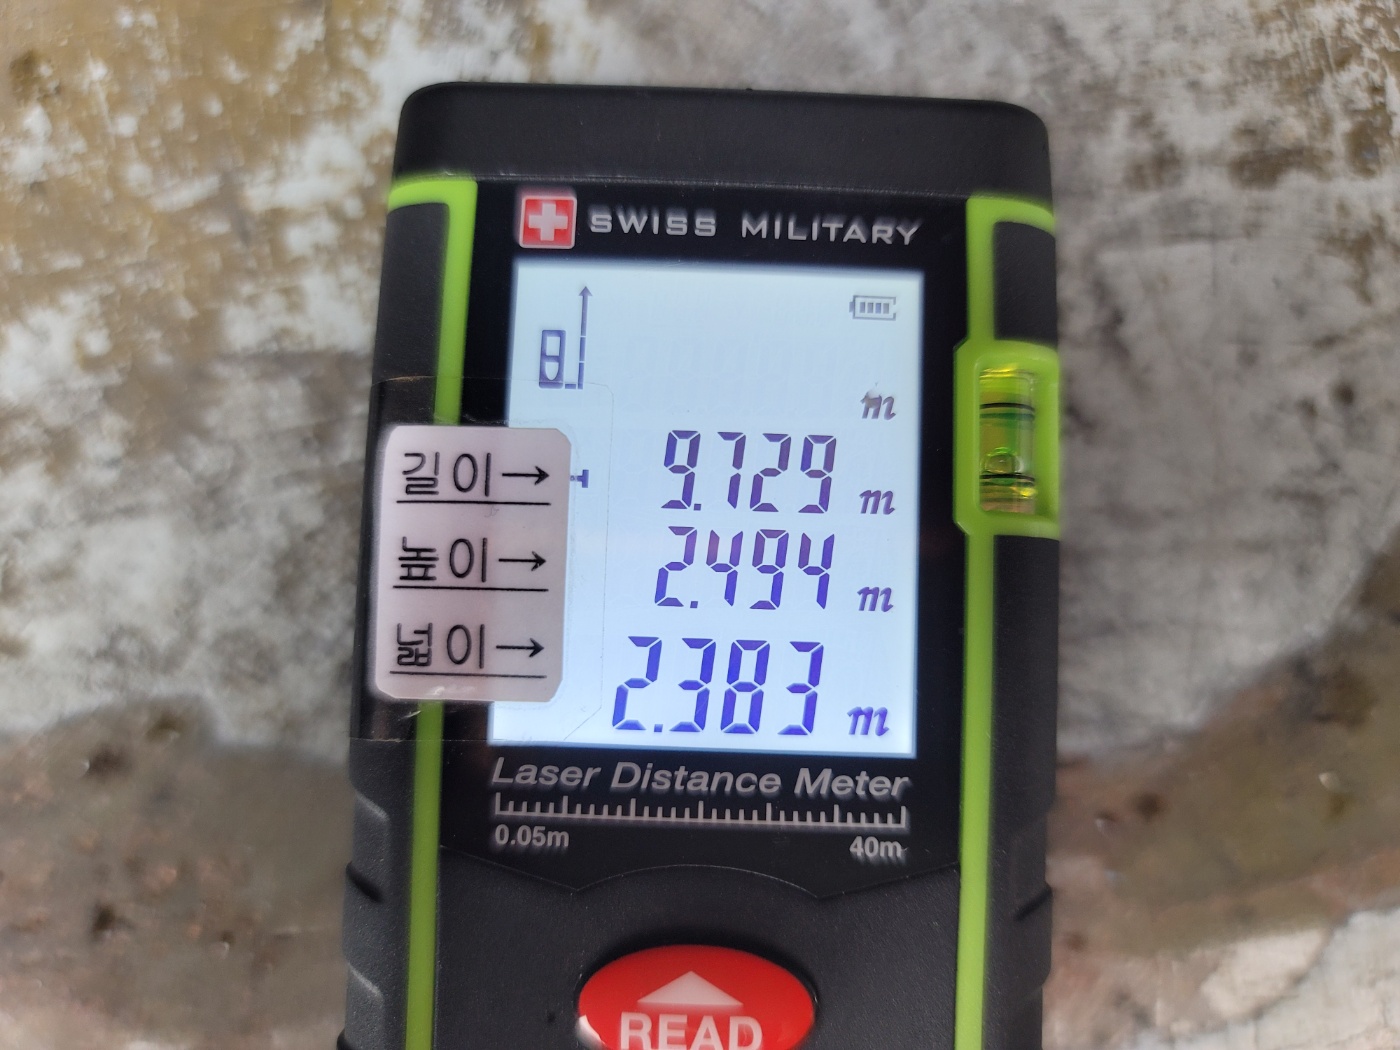 SWISS MILITARY
m
길이→ 9.729 m
높이→ 2.494 m
넓이→ 2.383 m
Laser Distance Meter
0.05m 40m
READ